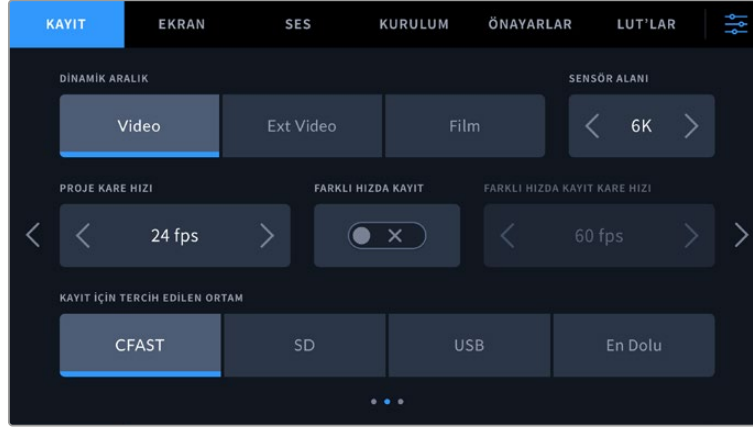 KAYIT EKRAN SES KURULUM ÖNAYARLAR LUT'LAR
DİNAMİK ARALIK SENSÖR ALANI
Video Ext Video Film 6K
PROJE KARE HIZI FARKLI HIZDA KAYIT FARKLI HIZDA KAYIT KARE HIZI
24 fps 60 fps
KAYIT İÇİN TERCİH EDİLEN ORTAM
CFAST SD USB En Dolu